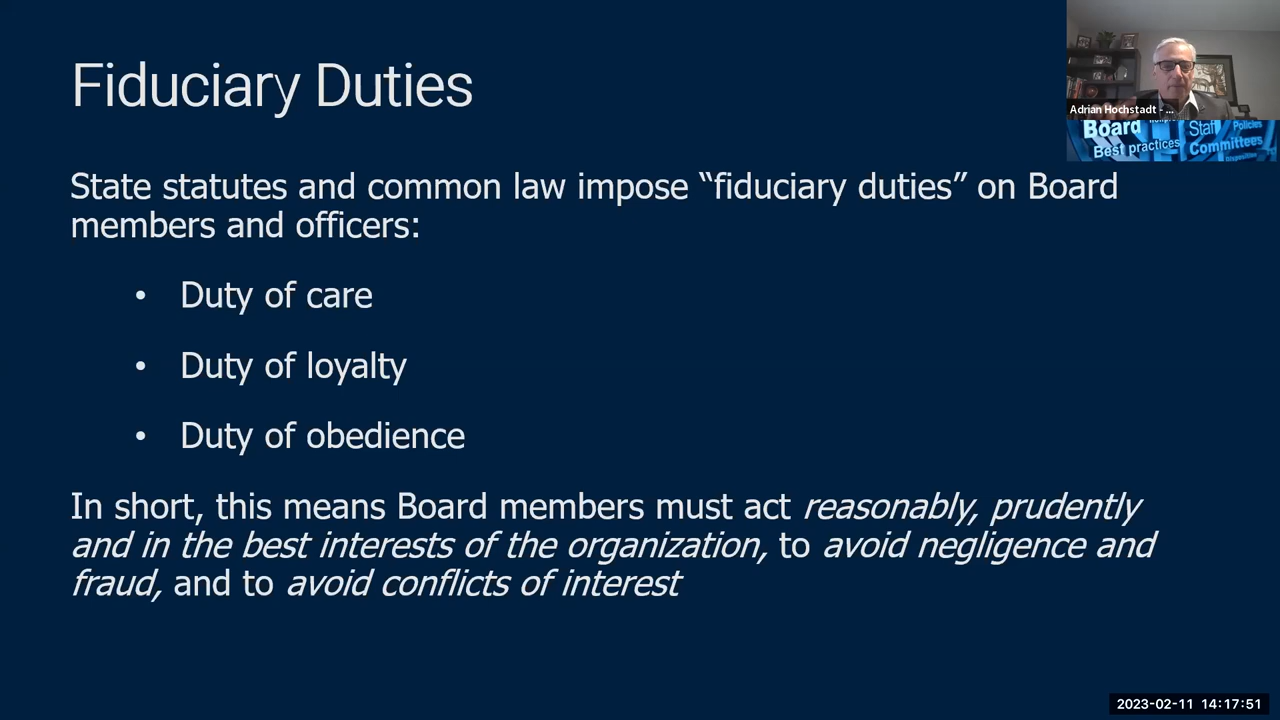 Fiduciary Duties
State statutes and common law impose “fiduciary duties” on Board
members and officers:
• Duty of care
• Duty of loyalty
• Duty of obedience
In short, this means Board members must act reasonably, prudently
and in the best interests of the organization, to avoid negligence and
fraud, and to avoid conflicts of interest
Adrian Hochstadt - ...
Board Staff Policies
Best practices Committees
2023-02-11 14:17:51